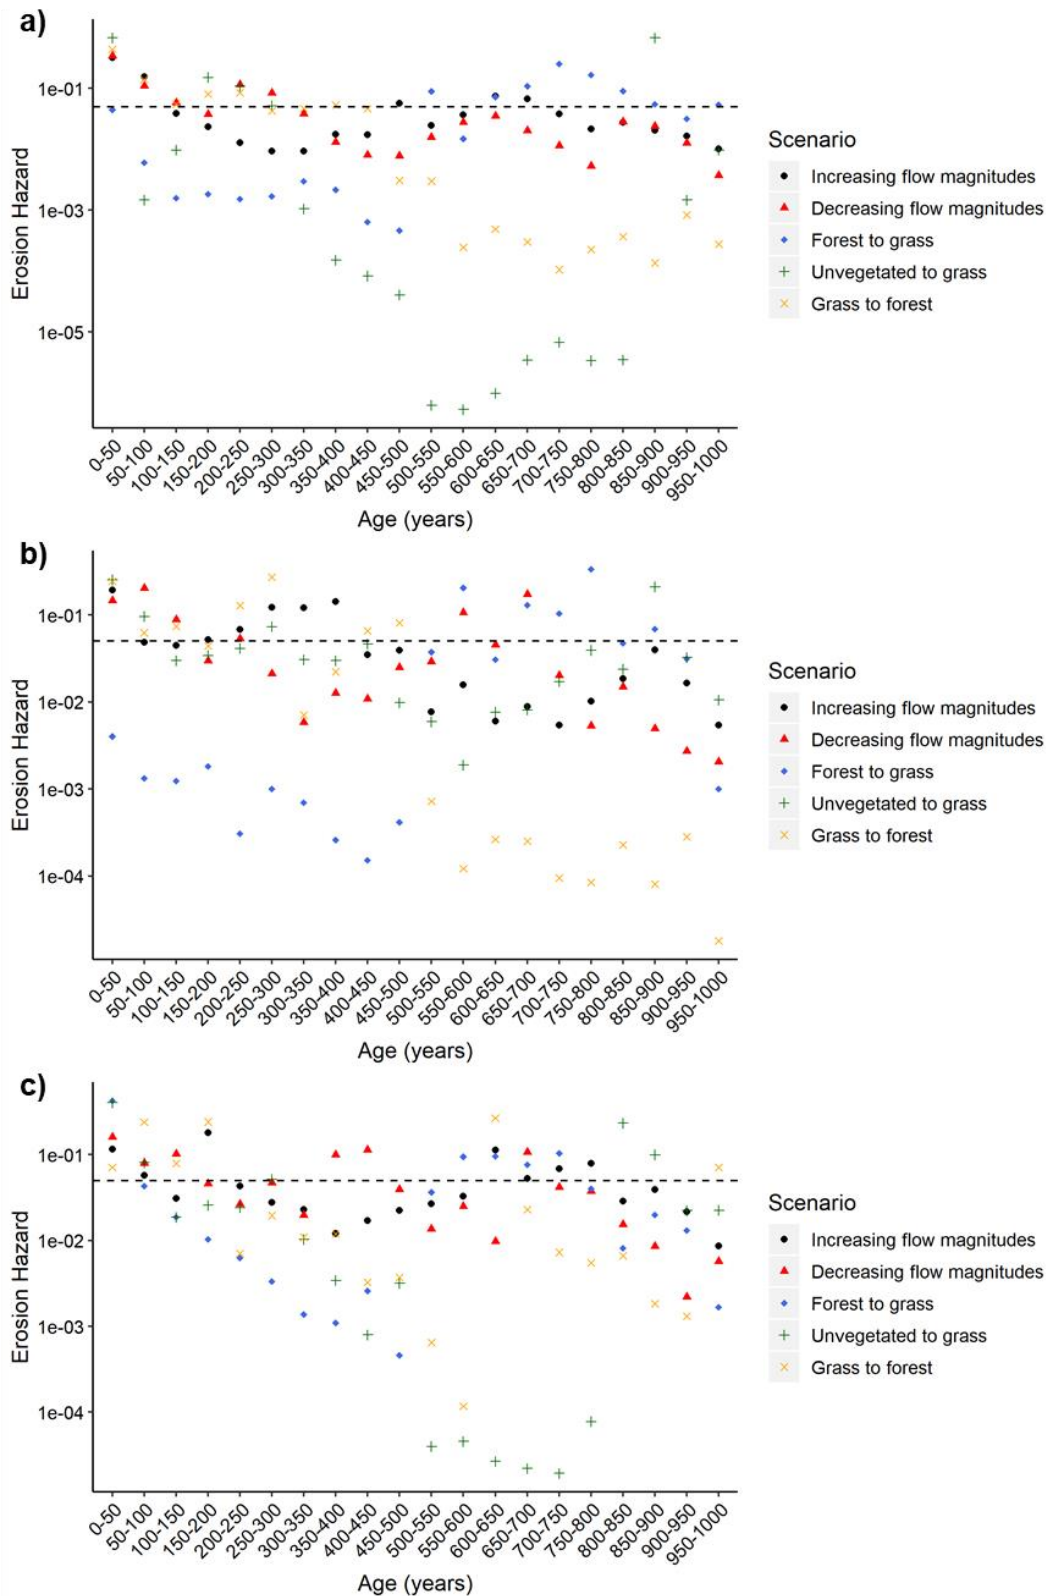 a)
1e-01
1e-03
1e-05
Erosion Hazard
0-50
50-100
100-150
150-200
200-250
250-300
300-350
350-400
400-450
450-500
500-550
550-600
600-650
650-700
700-750
750-800
800-850
850-900
900-950
950-1000
Age (years)
Scenario
Increasing flow magnitudes
Decreasing flow magnitudes
Forest to grass
Unvegetated to grass
Grass to forest
b)
1e-01
1e-02
1e-03
1e-04
Erosion Hazard
0-50
50-100
100-150
150-200
200-250
250-300
300-350
350-400
400-450
450-500
500-550
550-600
600-650
650-700
700-750
750-800
800-850
850-900
900-950
950-1000
Age (years)
Scenario
Increasing flow magnitudes
Decreasing flow magnitudes
Forest to grass
Unvegetated to grass
Grass to forest
c)
1e-01
1e-02
1e-03
1e-04
Erosion Hazard
0-50
50-100
100-150
150-200
200-250
250-300
300-350
350-400
400-450
450-500
500-550
550-600
600-650
650-700
700-750
750-800
800-850
850-900
900-950
950-1000
Age (years)
Scenario
Increasing flow magnitudes
Decreasing flow magnitudes
Forest to grass
Unvegetated to grass
Grass to forest